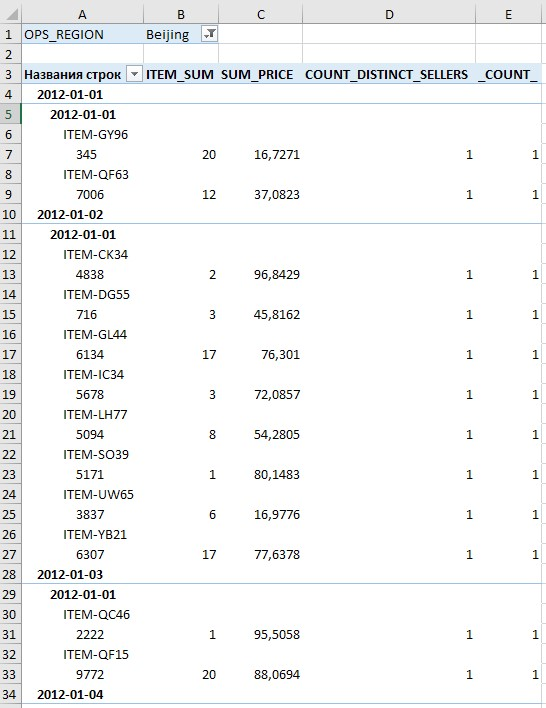 A B C D E
1 OPS_REGION Beijing
2
3 Названия строк ITEM_SUM SUM_PRICE COUNT_DISTINCT_SELLERS _COUNT_
4 2012-01-01
5 2012-01-01
6 ITEM-GY96
7 345 20 16,7271 1 1
8 ITEM-QF63
9 7006 12 37,0823 1 1
10 2012-01-02
11 2012-01-01
12 ITEM-CK34
13 4838 2 96,8429 1 1
14 ITEM-DG55
15 716 3 45,8162 1 1
16 ITEM-GL44
17 6134 17 76,301 1 1
18 ITEM-IC34
19 5678 3 72,0857 1 1
20 ITEM-LH77
21 5094 8 54,2805 1 1
22 ITEM-SO39
23 5171 1 80,1483 1 1
24 ITEM-UW65
25 3837 6 16,9776 1 1
26 ITEM-YB21
27 6307 17 77,6378 1 1
28 2012-01-03
29 2012-01-01
30 ITEM-QC46
31 2222 1 95,5058 1 1
32 ITEM-QF15
33 9772 20 88,0694 1 1
34 2012-01-04